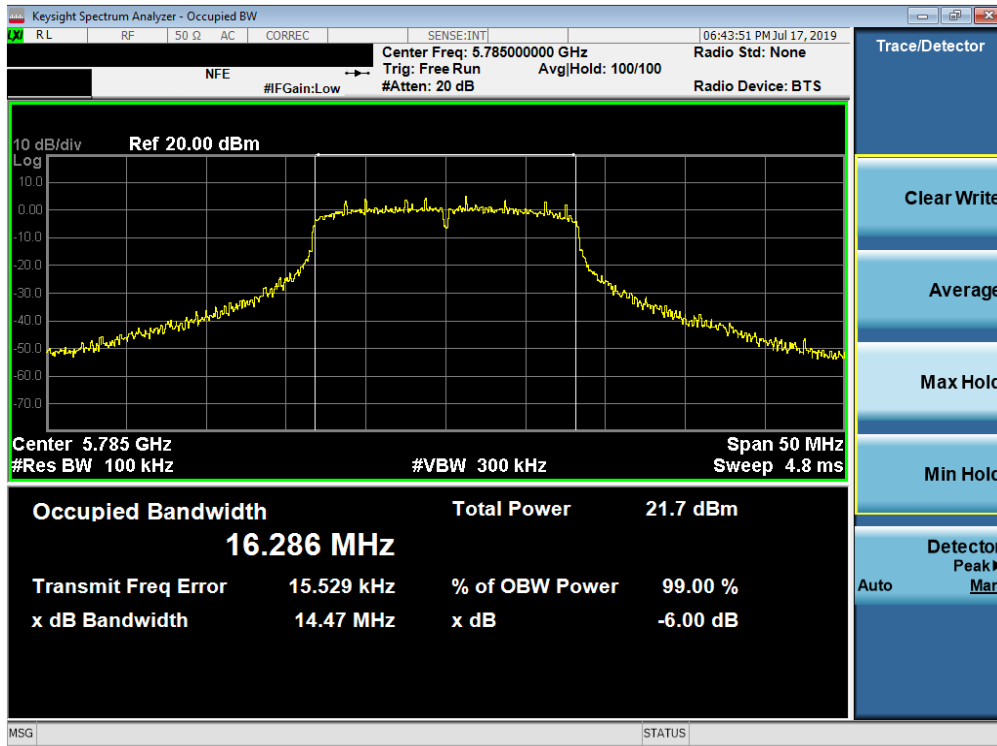 Keysight Spectrum Analyzer - Occupied BW
LXI RL RF 50 Ω AC CORREC SENSE:INT 06:43:51 PM Jul 17, 2019
Center Freq: 5.785000000 GHz Radio Std: None
NFE Trig: Free Run Avg|Hold: 100/100
#IFGain:Low #Atten: 20 dB Radio Device: BTS
10 dB/div Ref 20.00 dBm
Log
10.0
0.00
-10.0
-20.0
-30.0
-40.0
-50.0
-60.0
-70.0
Center 5.785 GHz Span 50 MHz
#Res BW 100 kHz #VBW 300 kHz Sweep 4.8 ms
Occupied Bandwidth Total Power 21.7 dBm
16.286 MHz
Transmit Freq Error 15.529 kHz % of OBW Power 99.00 %
x dB Bandwidth 14.47 MHz x dB -6.00 dB
MSG STATUS
Trace/Detector
Clear Write
Average
Max Hold
Min Hold
Detector
Peak
Auto Man